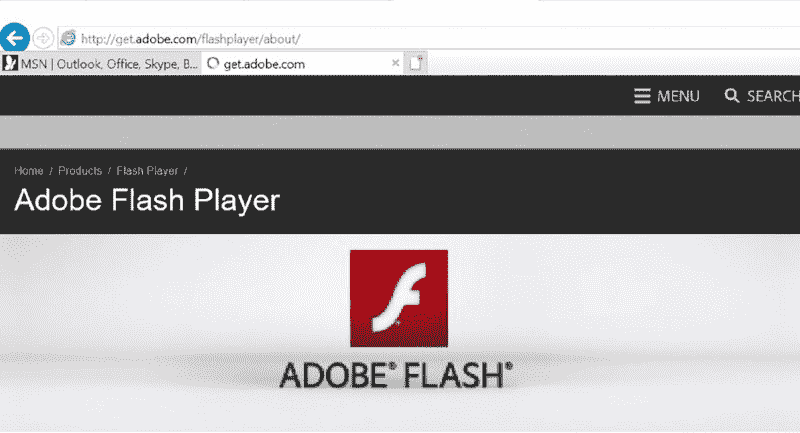 http://get.adobe.com/flashplayer/about/
MSN | Outlook, Office, Skype, B... get.adobe.com ×
MENU SEARCH
Home / Products / Flash Player /
Adobe Flash Player
ADOBE® FLASH®